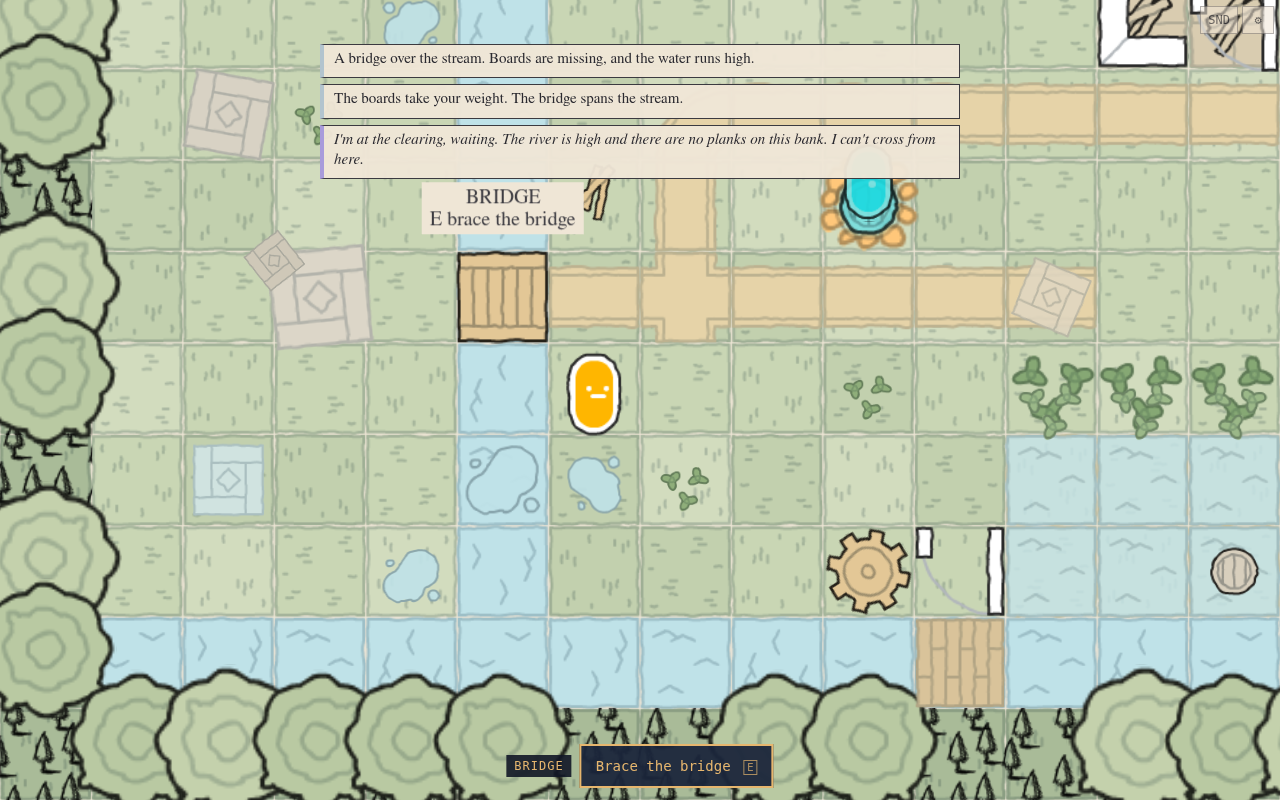 SND ⚙
A bridge over the stream. Boards are missing, and the water runs high.
The boards take your weight. The bridge spans the stream.
I'm at the clearing, waiting. The river is high and there are no planks on this bank. I can't cross from
here.
BRIDGE
E brace the bridge
BRIDGE Brace the bridge E